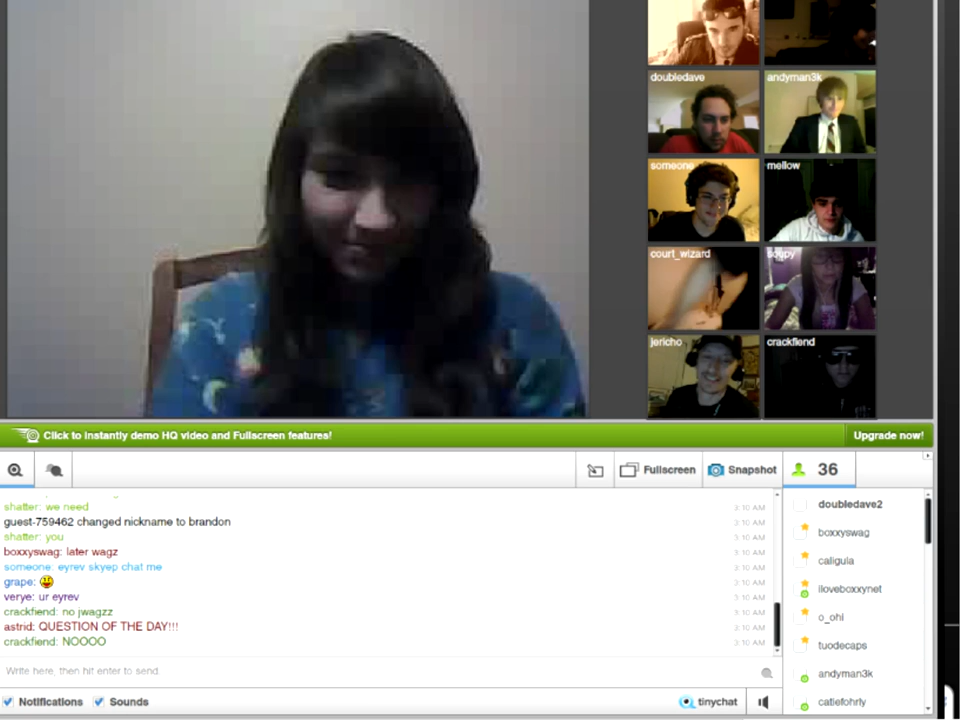 doubledave
andyman3k
someone
mellow
court_wizard
soupy
jericho
crackfiend
Click to instantly demo HQ video and Fullscreen features!
Upgrade now!
Fullscreen
Snapshot
36
shatter: we need
3:10 AM
guest-759462 changed nickname to brandon
3:10 AM
shatter: you
3:10 AM
boxxyswag: later wagz
3:10 AM
someone: eyrev skyep chat me
3:10 AM
grape:
3:10 AM
verye: ur eyrev
3:10 AM
crackfiend: no jwagzz
3:10 AM
astrid: QUESTION OF THE DAY!!!
3:10 AM
crackfiend: NOOOO
3:10 AM
doubledave2
boxxyswag
caligula
iloveboxxynet
o_ohi
tuodecaps
andyman3k
catiefohrly
Write here, then hit enter to send
Notifications
Sounds
tinychat